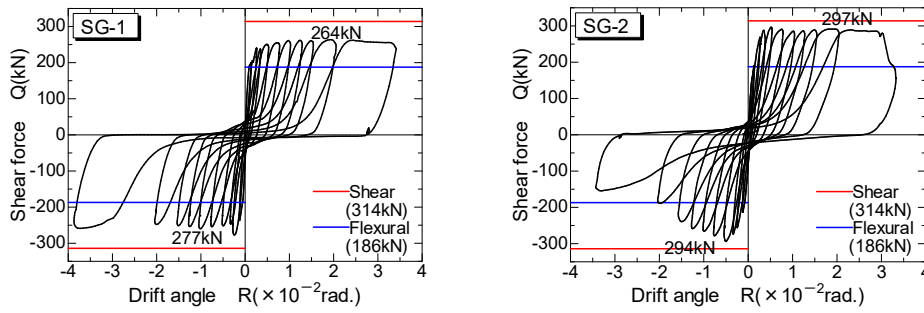 SG-1
264kN
277kN
Shear force Q(kN)
300
200
100
0
-100
-200
-300
-4 -3 -2 -1 0 1 2 3 4
Drift angle R(×10⁻²rad.)
Shear
(314kN)
Flexural
(186kN)
SG-2
297kN
294kN
Shear force Q(kN)
300
200
100
0
-100
-200
-300
-4 -3 -2 -1 0 1 2 3 4
Drift angle R(×10⁻²rad.)
Shear
(314kN)
Flexural
(186kN)